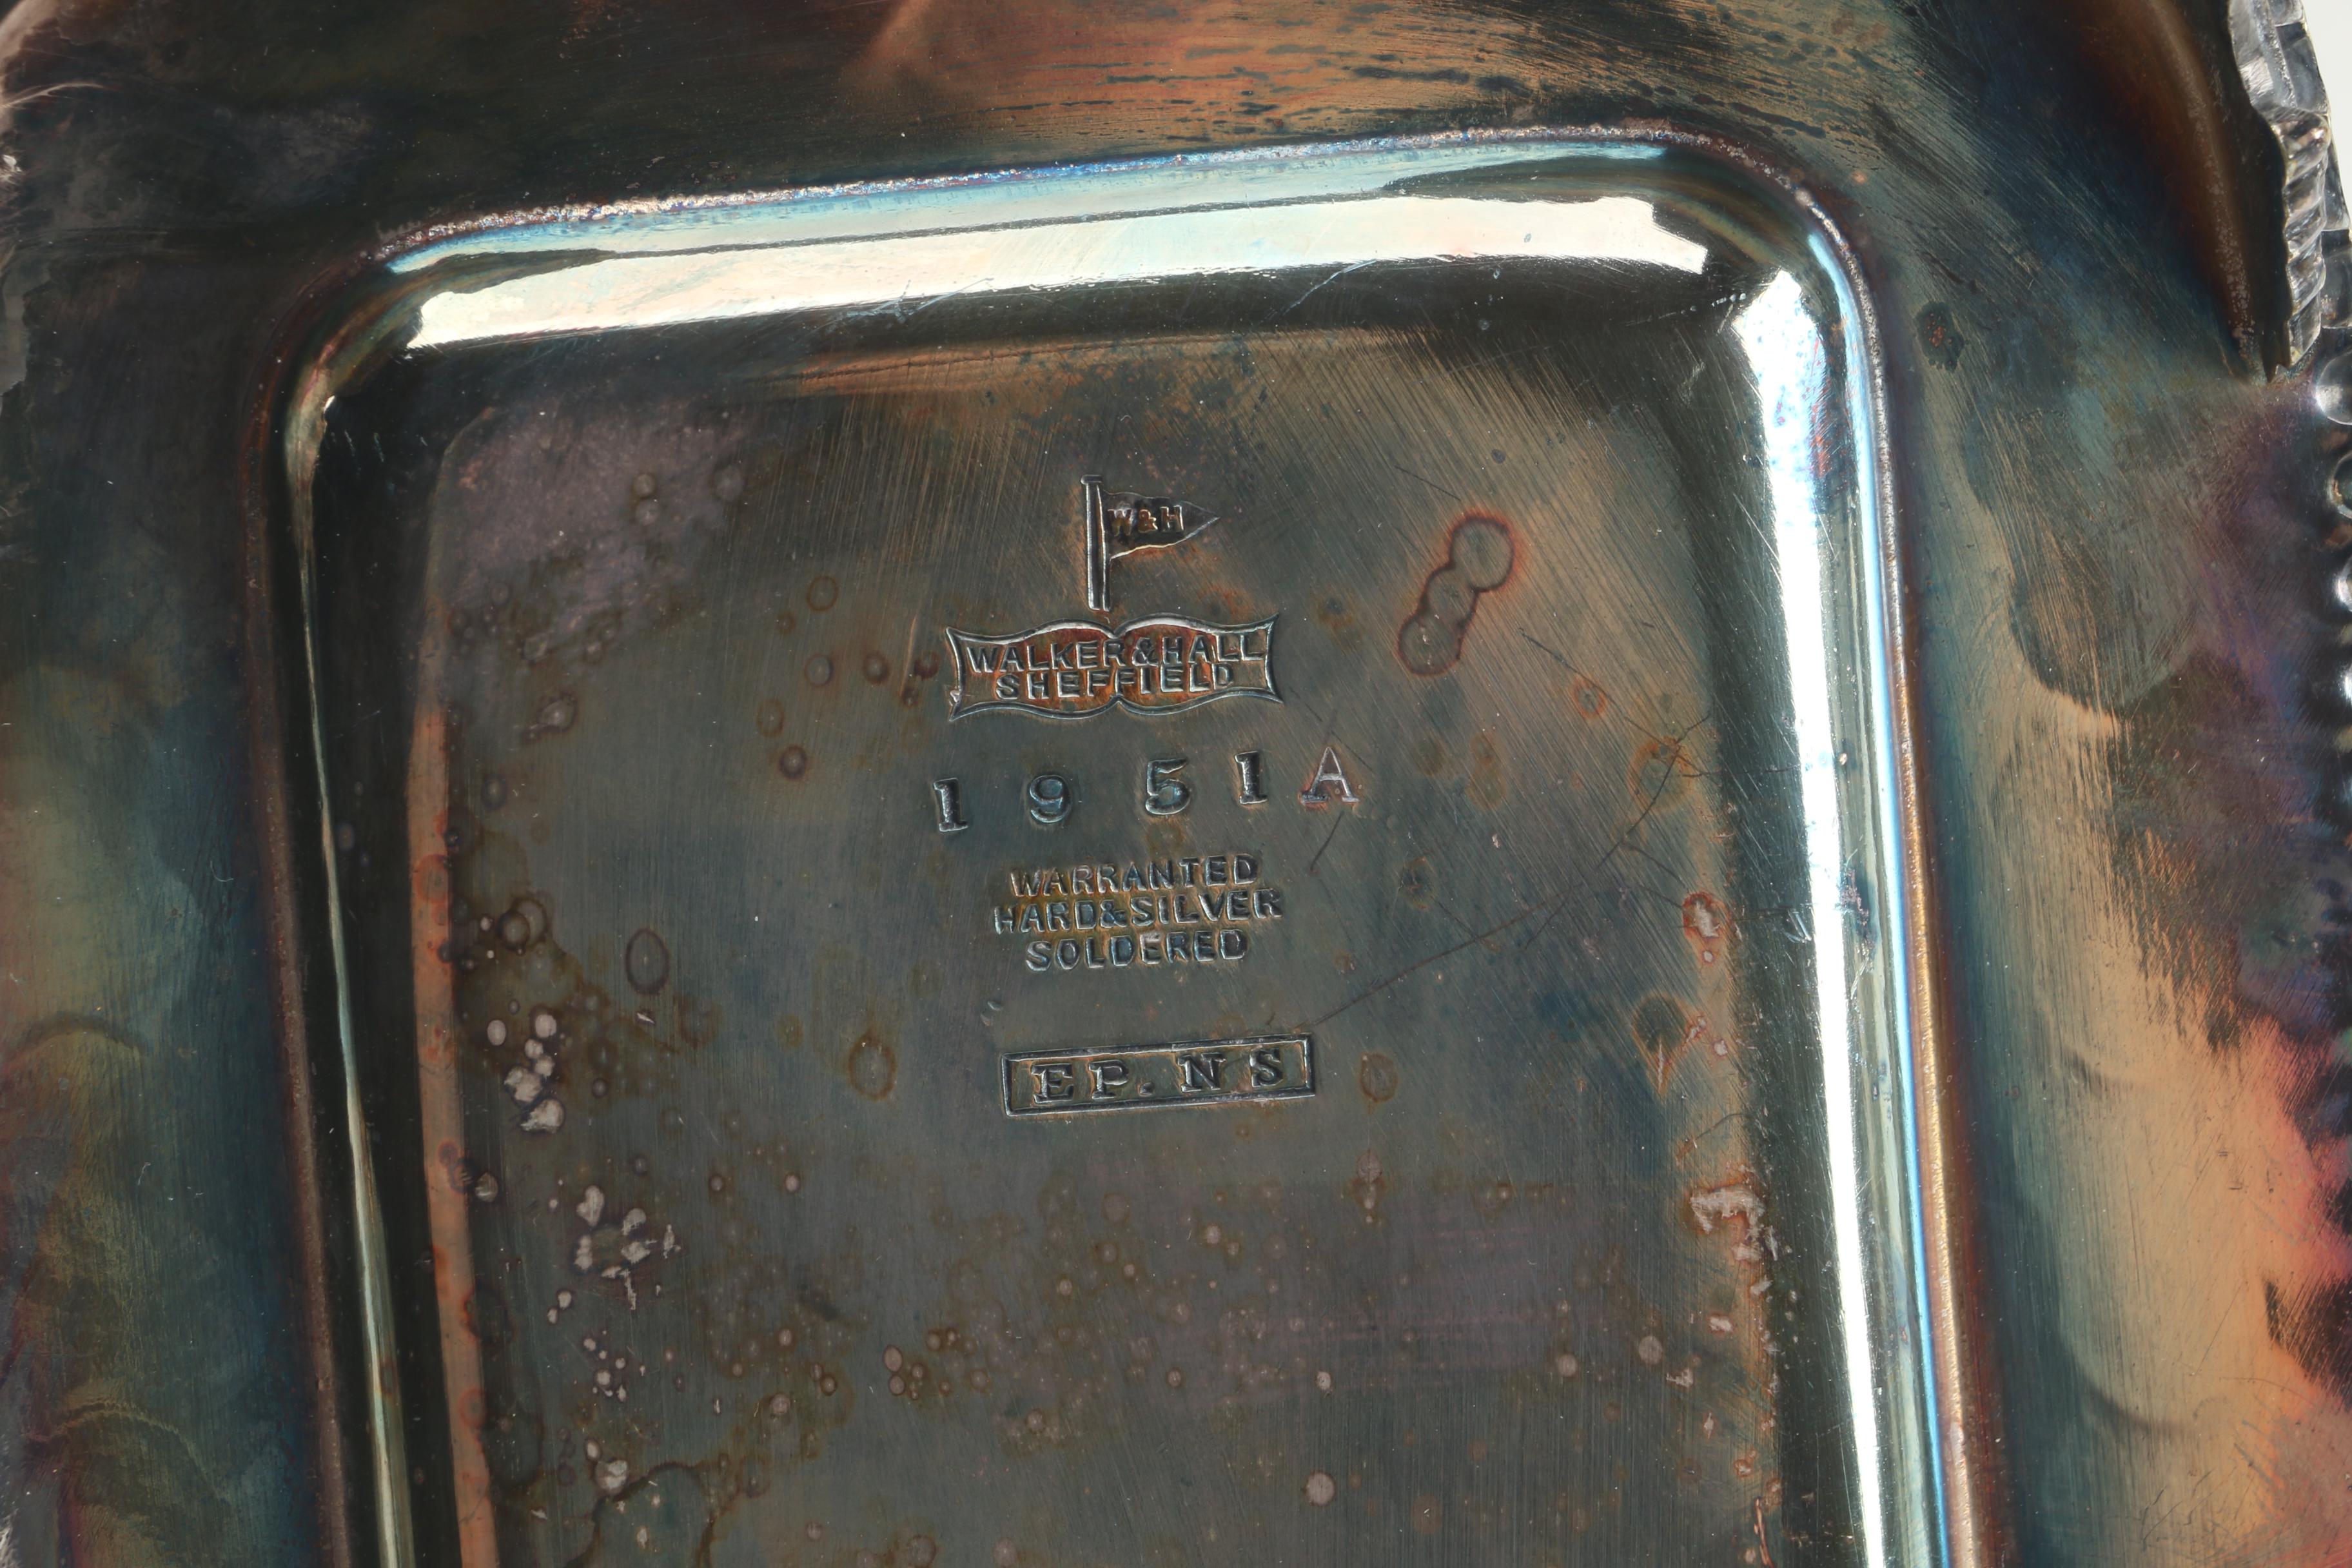 W&H
WALKER&HALL
SHEFFIELD
1951A
WARRANTED
HARD&SILVER
SOLDERED
EP.NS